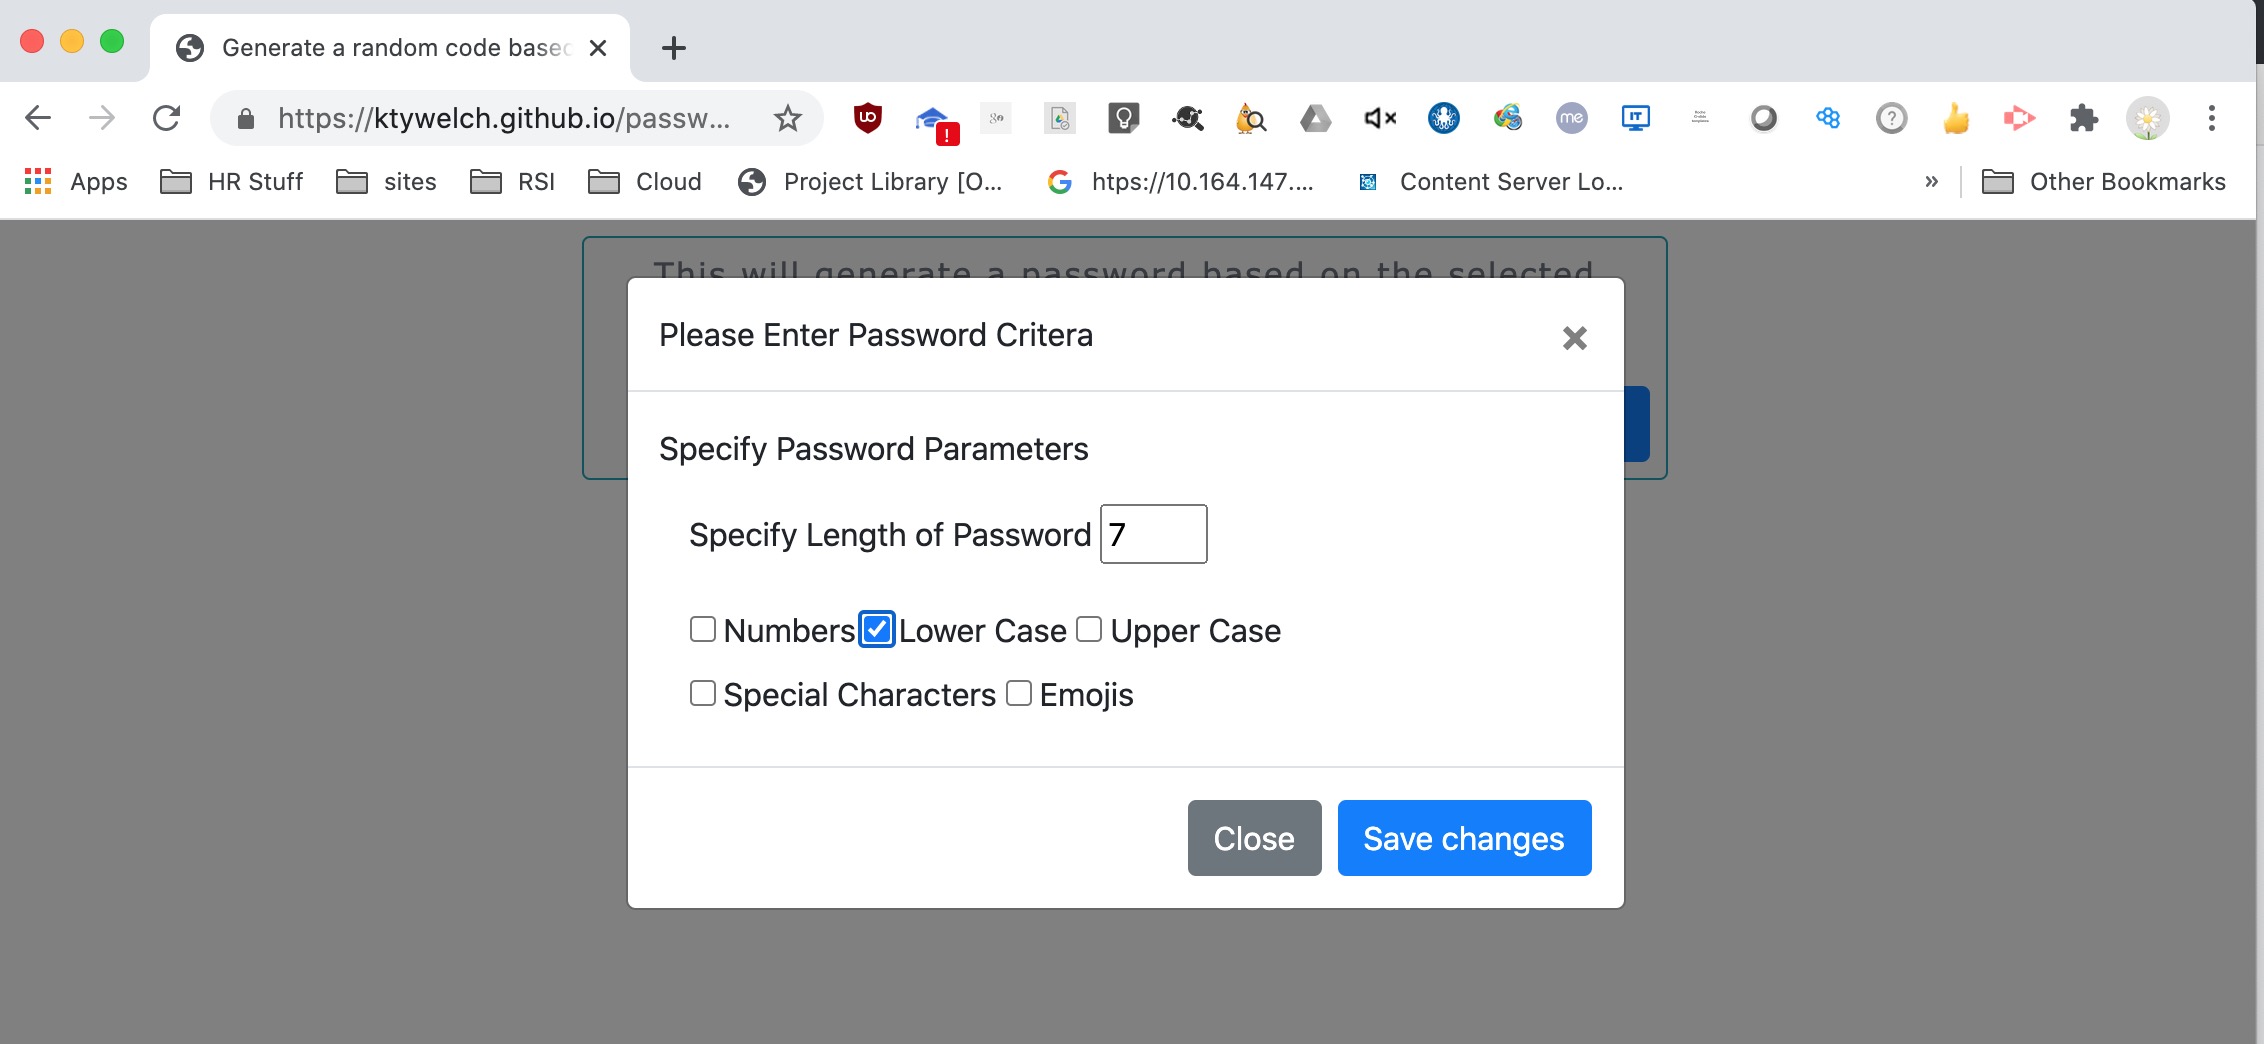 Generate a random code based
https://ktywelch.github.io/passw...
Apps HR Stuff sites RSI Cloud Project Library [O... htps://10.164.147.... Content Server Lo... » Other Bookmarks
This will generate a password based on the selected
Please Enter Password Critera
Specify Password Parameters
Specify Length of Password 7
Numbers Lower Case Upper Case
Special Characters Emojis
Close Save changes